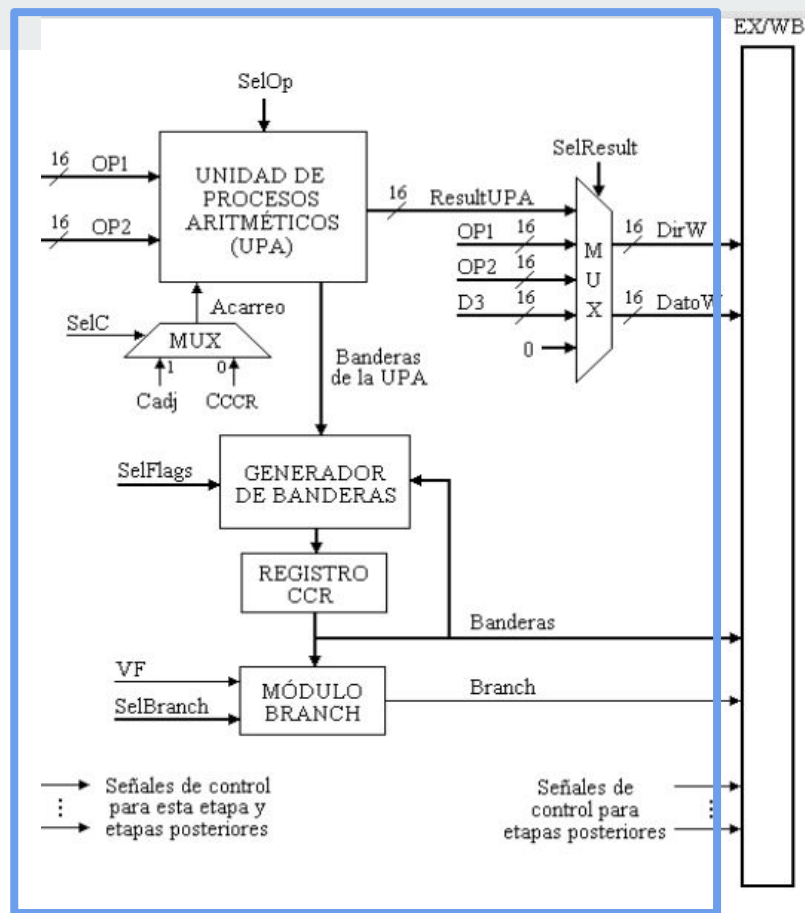 EX/WB
SelOp
16 OP1
16 OP2
UNIDAD DE
PROCESOS
ARITMÉTICOS
(UPA)
16 ResultUPA
SelResult
OP1 16
OP2 16
D3 16
0
M
U
X
16 DirW
16 DatoW
Acarreo
SelC
MUX
1 0
Cadj CCCR
Banderas
de la UPA
SelFlags
GENERADOR
DE BANDERAS
REGISTRO
CCR
Banderas
VF
SelBranch
MÓDULO
BRANCH
Branch
Señales de control
para esta etapa y
etapas posteriores
Señales de
control para
etapas posteriores